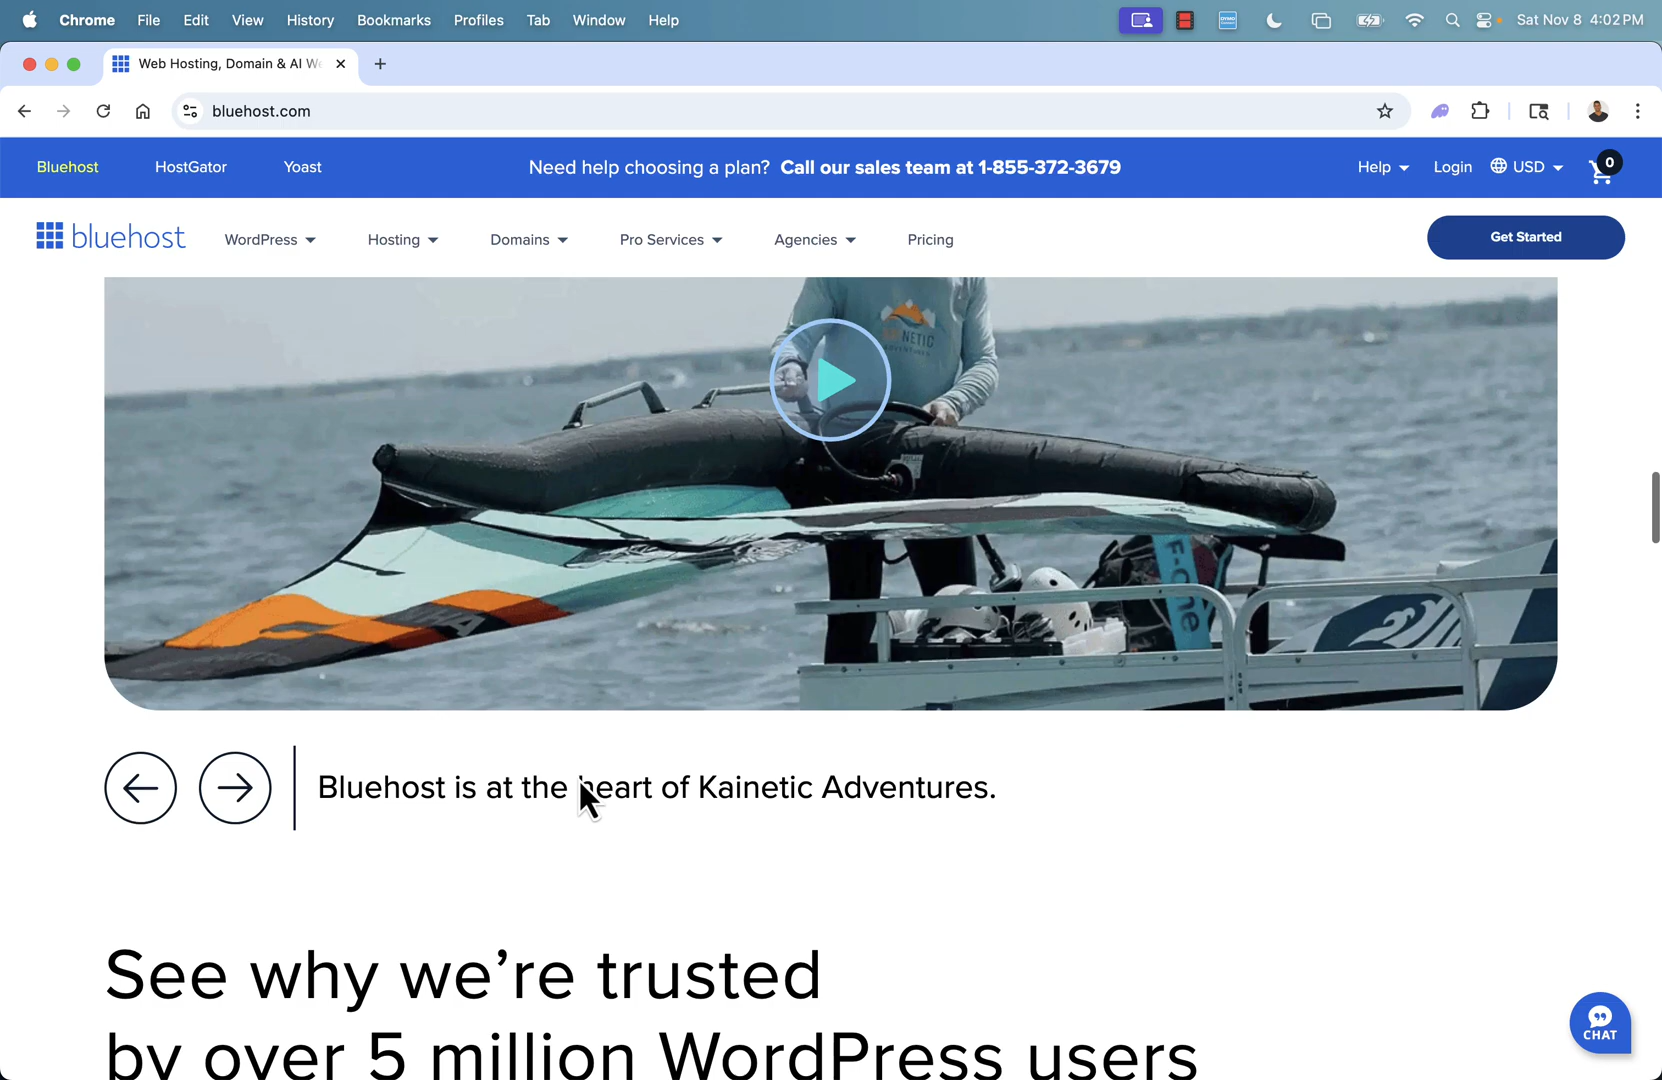 Chrome File Edit View History Bookmarks Profiles Tab Window Help Sat Nov 8 4:02 PM
Web Hosting, Domain & AI We
bluehost.com
Bluehost HostGator Yoast Need help choosing a plan? Call our sales team at 1-855-372-3679 Help Login USD 0
bluehost WordPress Hosting Domains Pro Services Agencies Pricing Get Started
F-One
Bluehost is at the heart of Kainetic Adventures.
See why we’re trusted
by over 5 million WordPress users
CHAT